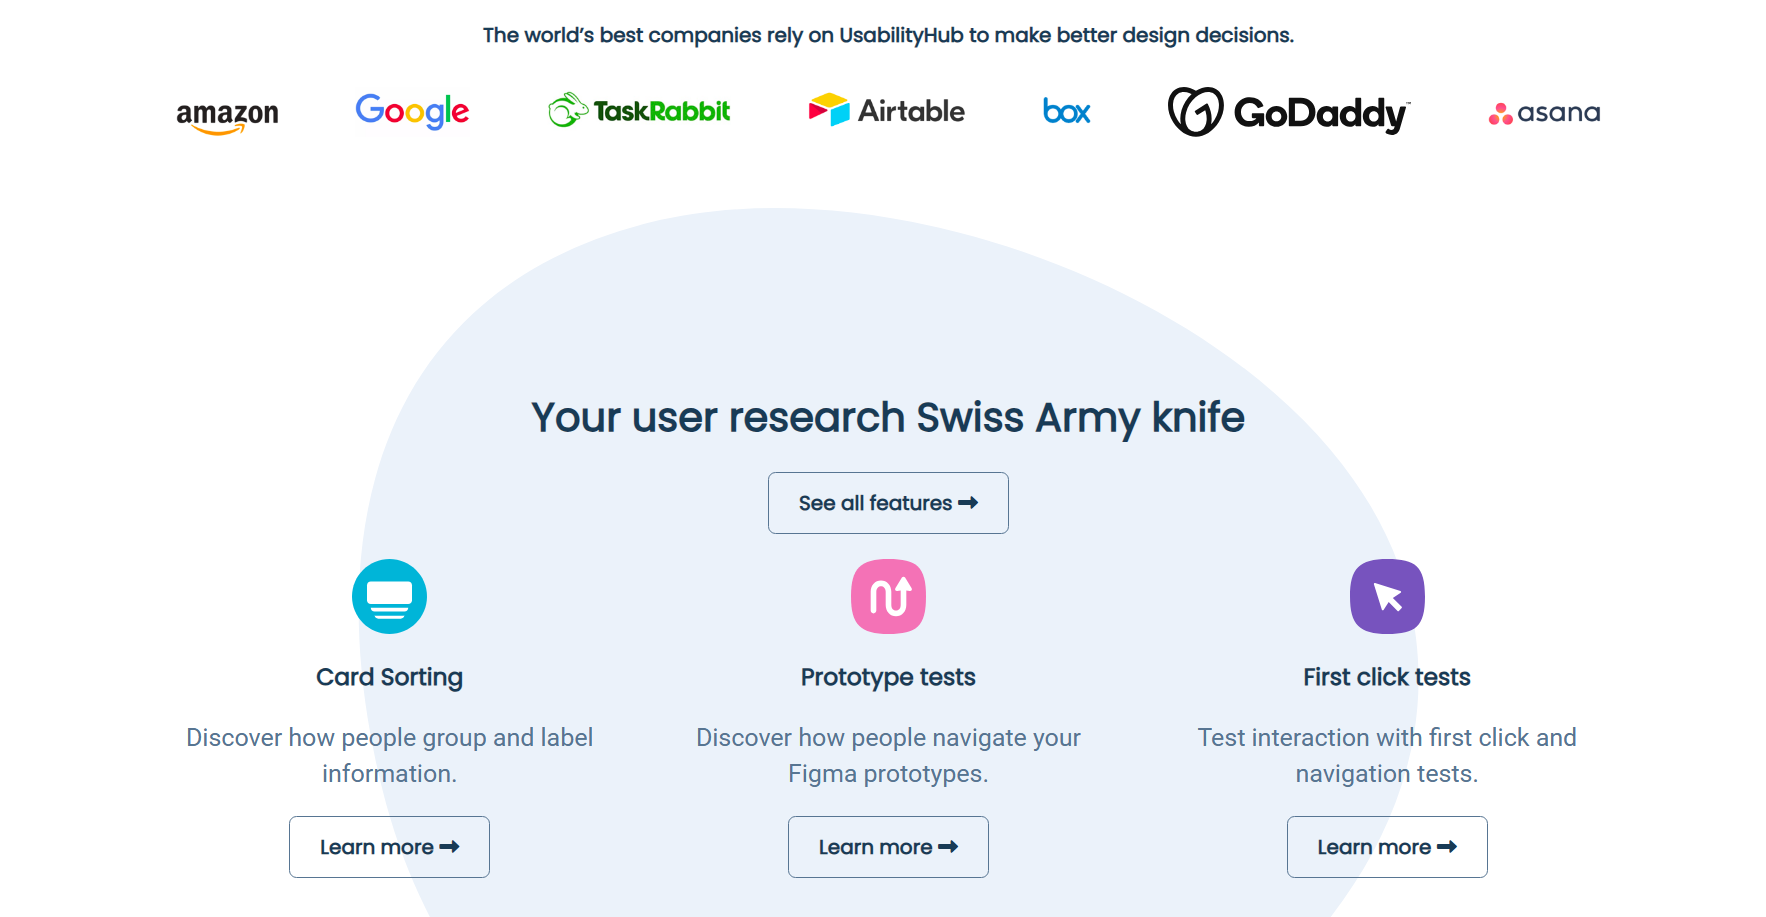 The world’s best companies rely on UsabilityHub to make better design decisions.
amazon Google TaskRabbit Airtable box GoDaddy™ asana
Your user research Swiss Army knife
See all features
Card Sorting
Discover how people group and label
information.
Learn more
Prototype tests
Discover how people navigate your
Figma prototypes.
Learn more
First click tests
Test interaction with first click and
navigation tests.
Learn more